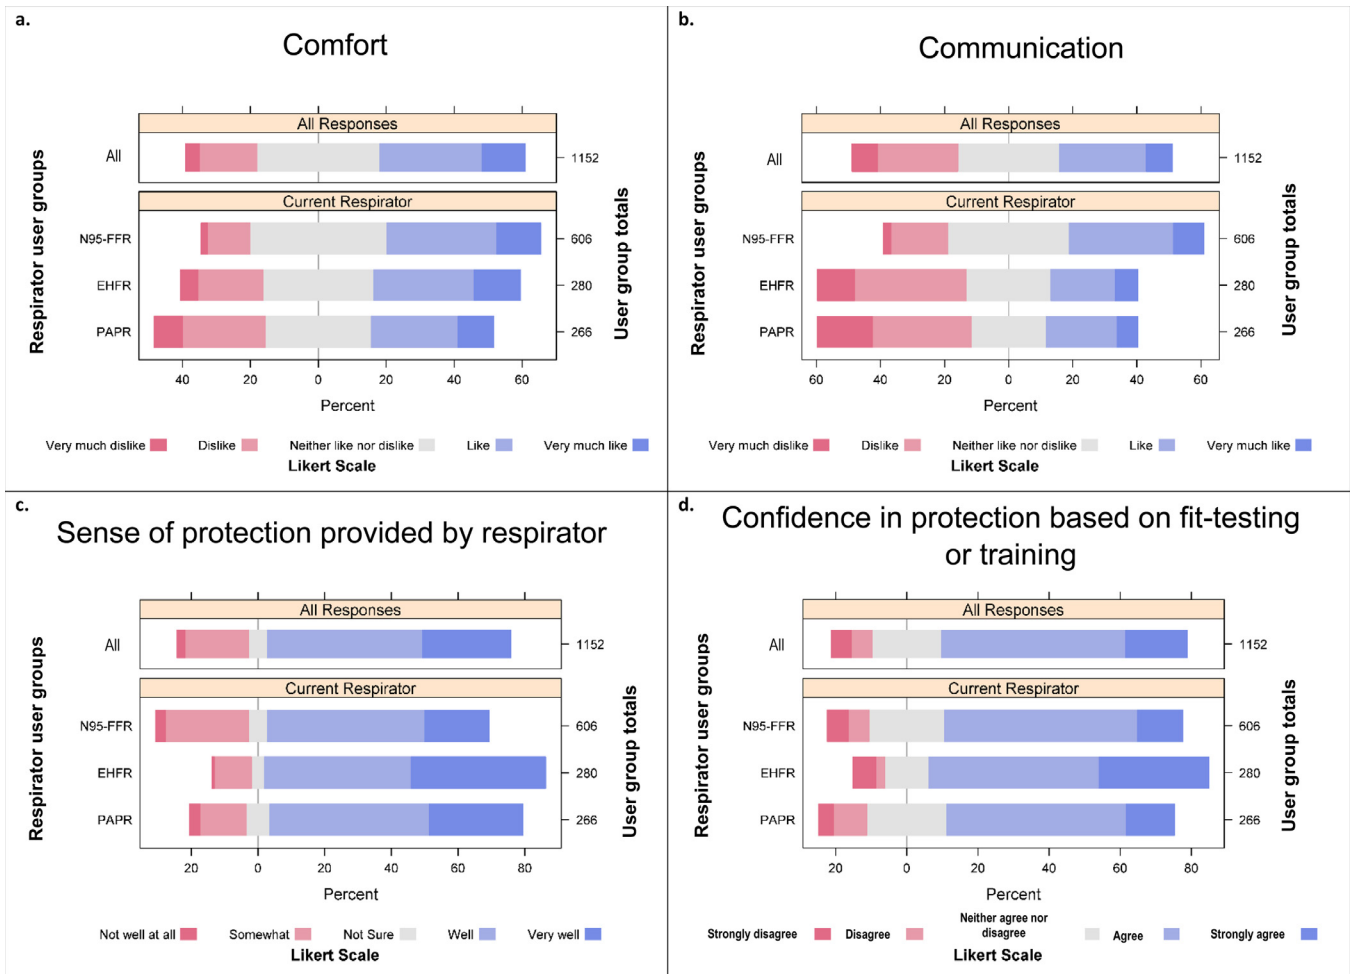 a.
Comfort
All Responses
All
1152
Current Respirator
N95-FFR
606
EHFR
280
PAPR
266
Respirator user groups
User group totals
40 20 0 20 40 60
Percent
Very much dislike Dislike Neither like nor dislike Like Very much like
Likert Scale
b.
Communication
All Responses
All
1152
Current Respirator
N95-FFR
606
EHFR
280
PAPR
266
Respirator user groups
User group totals
60 40 20 0 20 40 60
Percent
Very much dislike Dislike Neither like nor dislike Like Very much like
Likert Scale
c.
Sense of protection provided by respirator
All Responses
All
1152
Current Respirator
N95-FFR
606
EHFR
280
PAPR
266
Respirator user groups
User group totals
20 0 20 40 60 80
Percent
Not well at all Somewhat Not Sure Well Very well
Likert Scale
d.
Confidence in protection based on fit-testing
or training
All Responses
All
1152
Current Respirator
N95-FFR
606
EHFR
280
PAPR
266
Respirator user groups
User group totals
20 0 20 40 60 80
Percent
Strongly disagree Disagree Neither agree nor
disagree Agree Strongly agree
Likert Scale